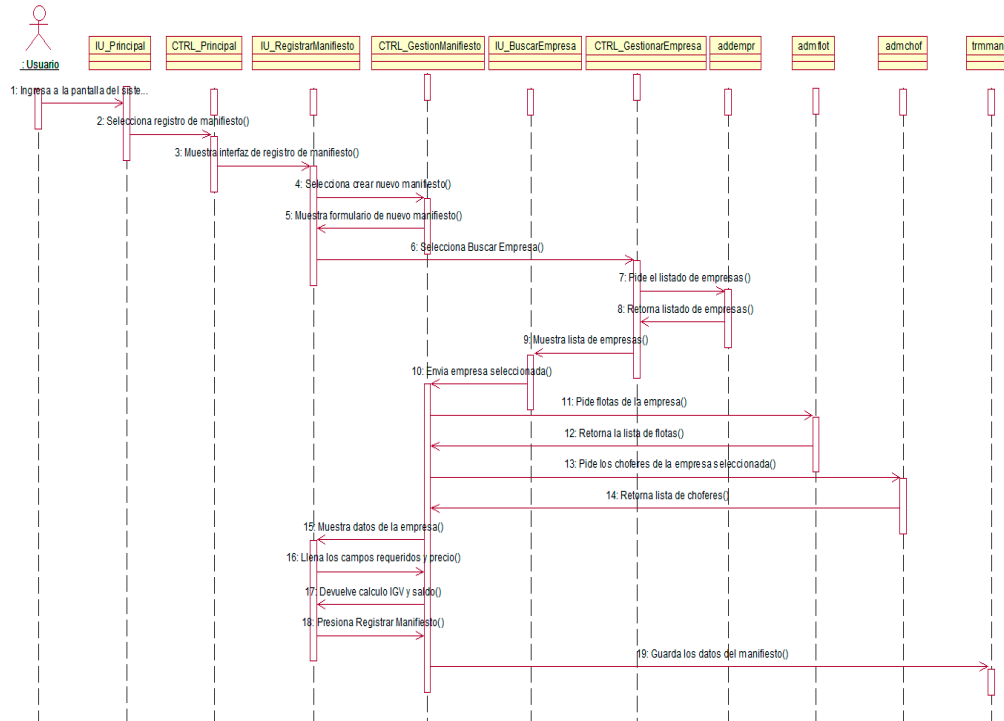 : Usuario
IU_Principal
CTRL_Principal
IU_RegistrarManifiesto
CTRL_GestionManifiesto
IU_BuscarEmpresa
CTRL_GestionarEmpresa
addempr
admflot
admchof
trmmani
1: Ingresa a la pantalla del siste...
2: Selecciona registro de manifiesto()
3: Muestra interfaz de registro de manifiesto()
4: Selecciona crear nuevo manifiesto()
5: Muestra formulario de nuevo manifiesto()
6: Selecciona Buscar Empresa()
7: Pide el listado de empresas()
8: Retorna listado de empresas()
9: Muestra lista de empresas()
10: Envia empresa seleccionada()
11: Pide flotas de la empresa()
12: Retorna la lista de flotas()
13: Pide los choferes de la empresa seleccionada()
14: Retorna lista de choferes()
15: Muestra datos de la empresa()
16: Llena los campos requeridos y precio()
17: Devuelve calculo IGV y saldo()
18: Presiona Registrar Manifiesto()
19: Guarda los datos del manifiesto()